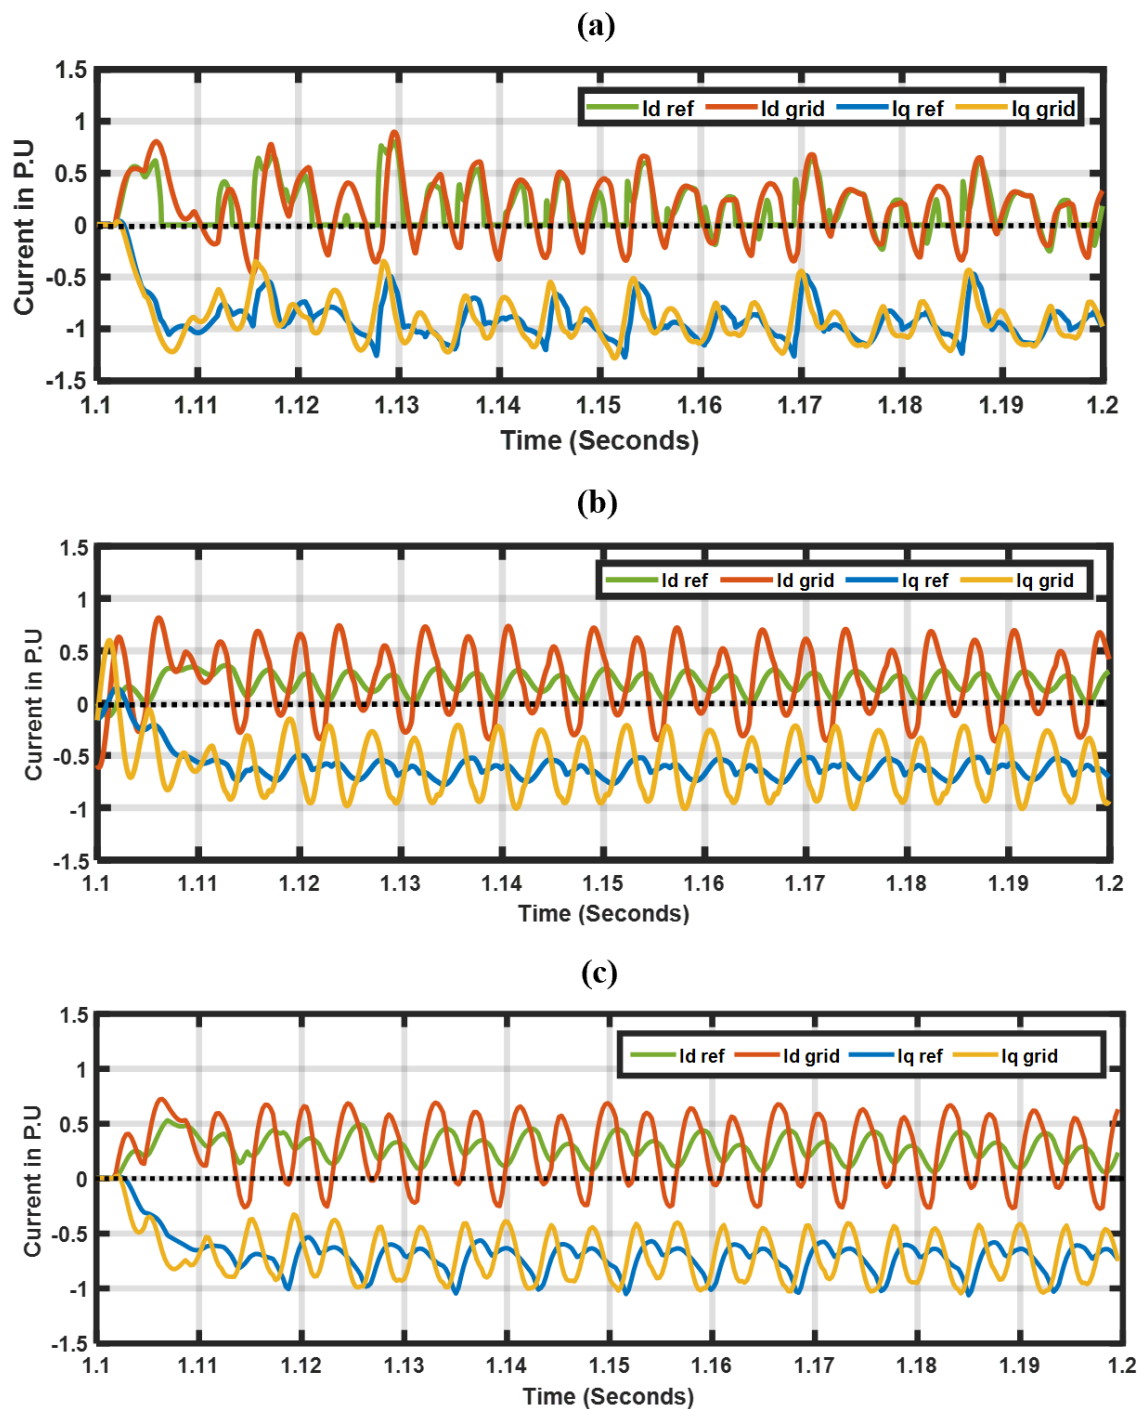 (a)
1.5
1
0.5
0
-0.5
-1
-1.5
Current in P.U
Id ref Id grid Iq ref Iq grid
1.1 1.11 1.12 1.13 1.14 1.15 1.16 1.17 1.18 1.19 1.2
Time (Seconds)
(b)
1.5
1
0.5
0
-0.5
-1
-1.5
Current in P.U
Id ref Id grid Iq ref Iq grid
1.1 1.11 1.12 1.13 1.14 1.15 1.16 1.17 1.18 1.19 1.2
Time (Seconds)
(c)
1.5
1
0.5
0
-0.5
-1
-1.5
Current in P.U
Id ref Id grid Iq ref Iq grid
1.1 1.11 1.12 1.13 1.14 1.15 1.16 1.17 1.18 1.19 1.2
Time (Seconds)